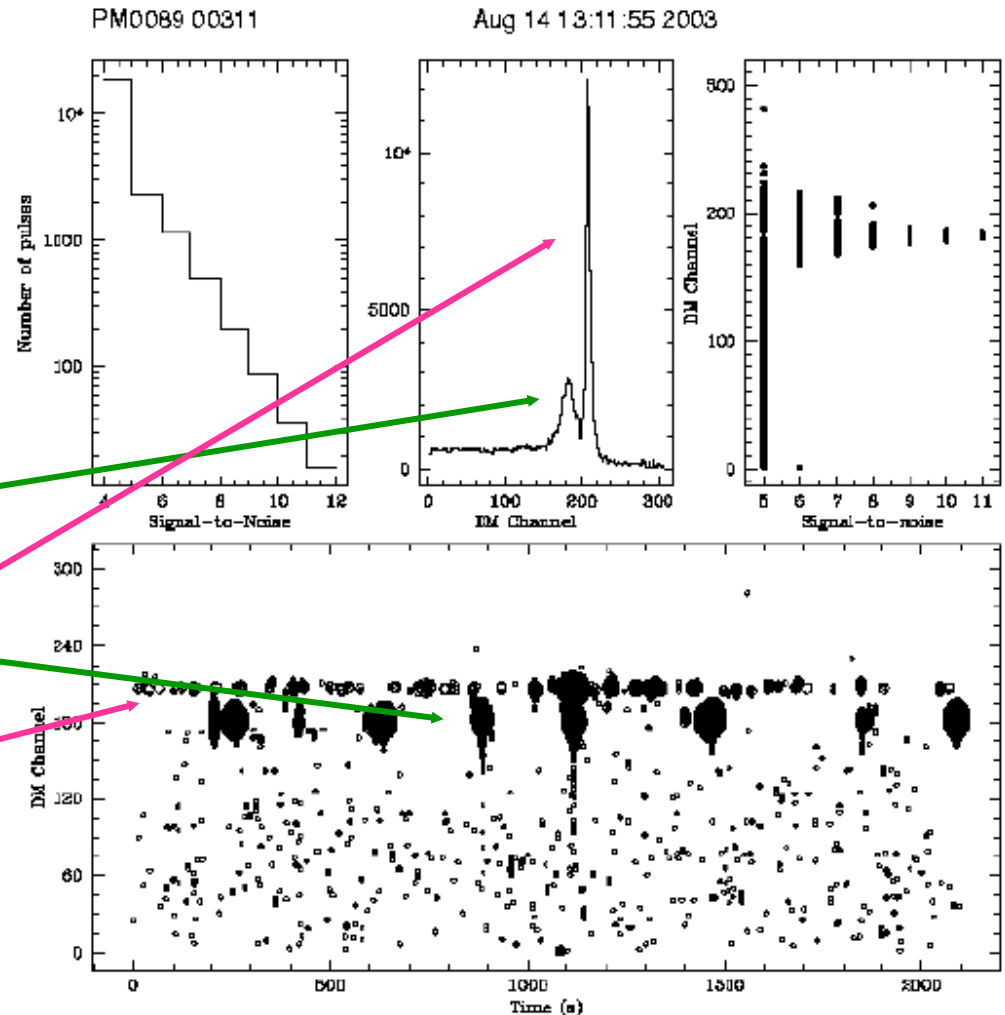 PM0089 00311
Aug 14 13:11:55 2003
Number of pulses
10⁴
1000
100
4 6 8 10 12
Signal-to-Noise
10⁴
5000
0
0 100 200 300
DM Channel
DM Channel
300
200
100
0
5 6 7 8 9 10 11
Signal-to-noise
DM Channel
300
240
180
120
60
0
0 500 1000 1500 2000
Time (s)